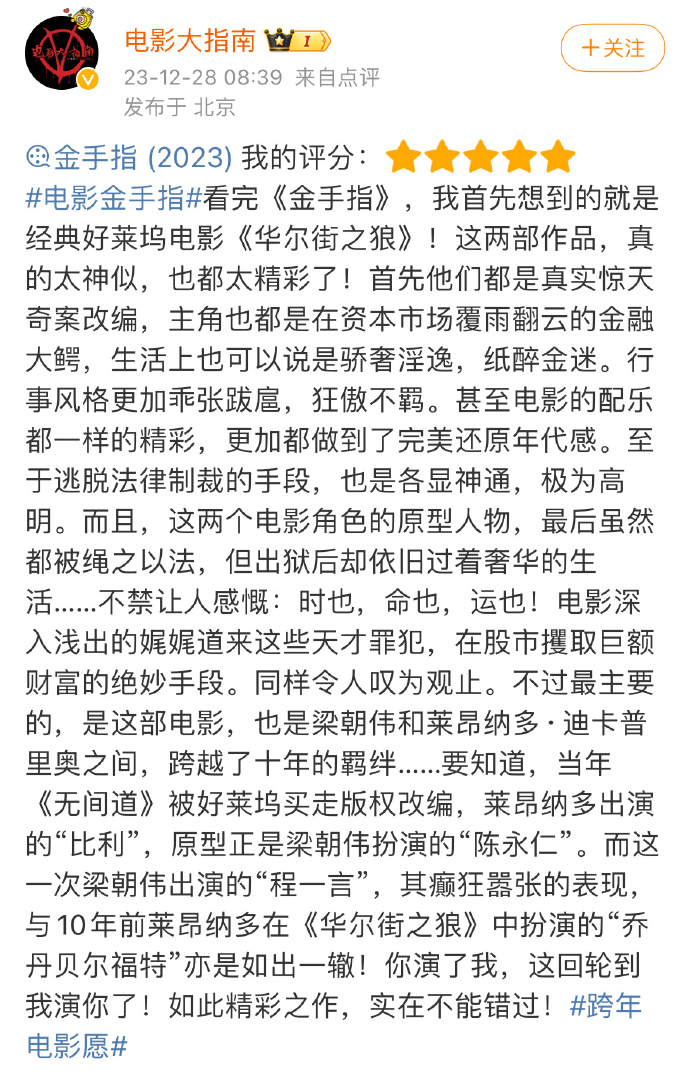 电影大指南
23-12-28 08:39 来自点评
发布于 北京
+关注
金手指 (2023) 我的评分：
#电影金手指#看完《金手指》，我首先想到的就是
经典好莱坞电影《华尔街之狼》！这两部作品，真
的太神似，也都太精彩了！首先他们都是真实惊天
奇案改编，主角也都是在资本市场覆雨翻云的金融
大鳄，生活上也可以说是骄奢淫逸，纸醉金迷。行
事风格更加乖张跋扈，狂傲不羁。甚至电影的配乐
都一样的精彩，更加都做到了完美还原年代感。至
于逃脱法律制裁的手段，也是各显神通，极为高
明。而且，这两个电影角色的原型人物，最后虽然
都被绳之以法，但出狱后却依旧过着奢华的生
活......不禁让人感慨：时也，命也，运也！电影深
入浅出的娓娓道来这些天才罪犯，在股市攫取巨额
财富的绝妙手段。同样令人叹为观止。不过最主要
的，是这部电影，也是梁朝伟和莱昂纳多·迪卡普
里奥之间，跨越了十年的羁绊......要知道，当年
《无间道》被好莱坞买走版权改编，莱昂纳多出演
的“比利”，原型正是梁朝伟扮演的“陈永仁”。而这
一次梁朝伟出演的“程一言”，其癫狂嚣张的表现，
与10年前莱昂纳多在《华尔街之狼》中扮演的“乔
丹贝尔福特”亦是如出一辙！你演了我，这回轮到
我演你了！如此精彩之作，实在不能错过！#跨年
电影愿#